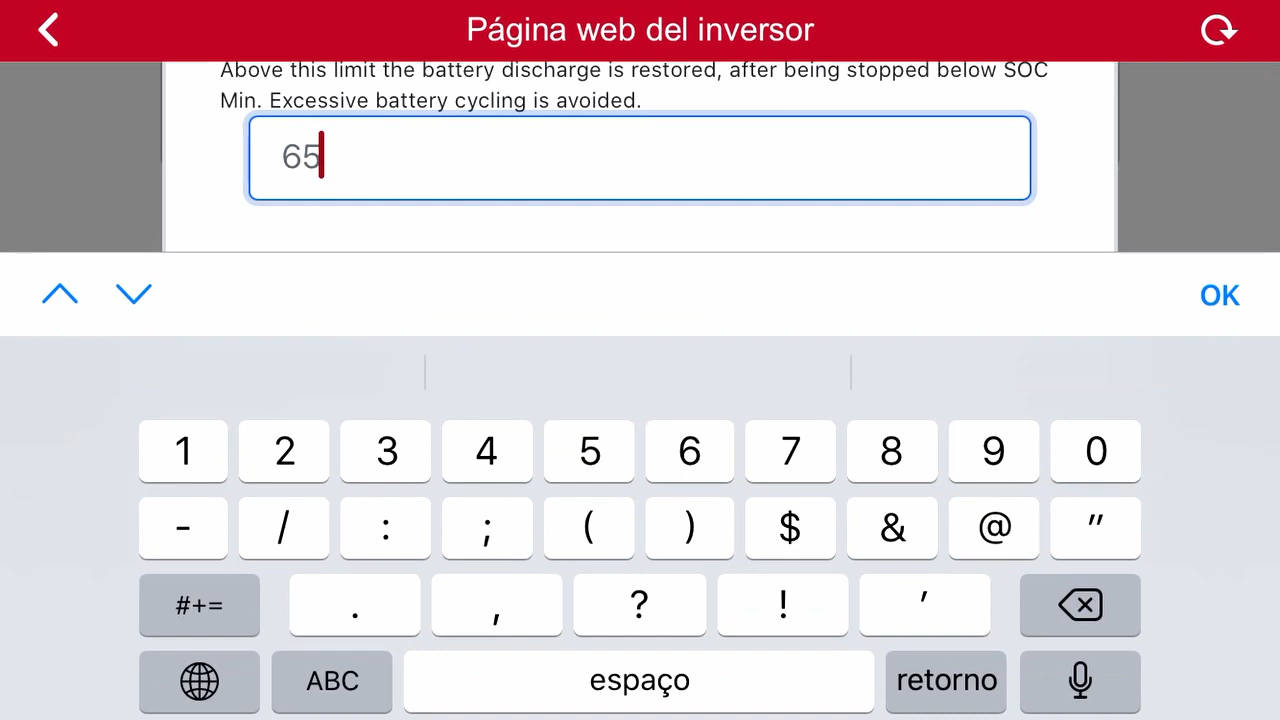 Página web del inversor
Above this limit the battery discharge is restored, after being stopped below SOC
Min. Excessive battery cycling is avoided.
65
OK
1 2 3 4 5 6 7 8 9 0
- / : ; ( ) $ & @ "
#+= . , ? ! '
ABC espaço retorno